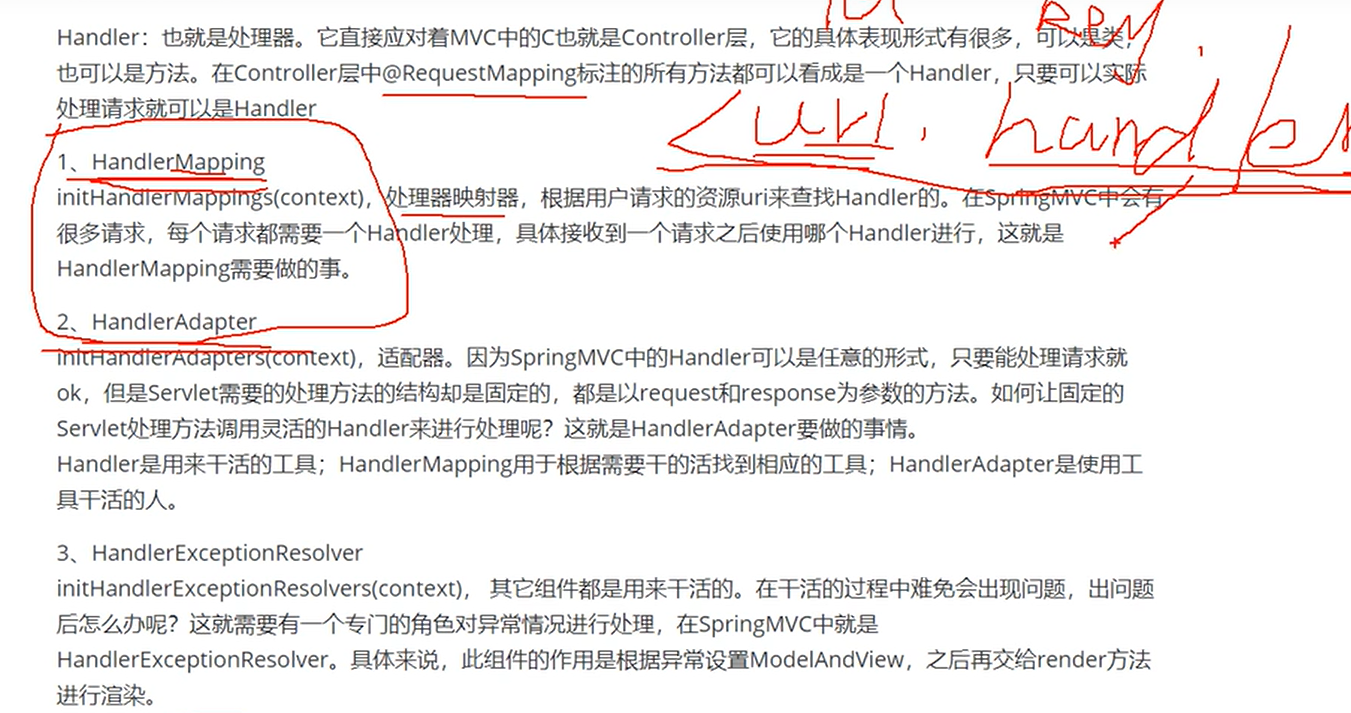 Handler：也就是处理器。它直接应对着MVC中的C也就是Controller层，它的具体表现形式有很多，可以是类，
也可以是方法。在Controller层中@RequestMapping标注的所有方法都可以看成是一个Handler，只要可以实际
处理请求就可以是Handler
<url, handler
1、HandlerMapping
initHandlerMappings(context)，处理器映射器，根据用户请求的资源uri来查找Handler的。在SpringMVC中会有
很多请求，每个请求都需要一个Handler处理，具体接收到一个请求之后使用哪个Handler进行，这就是
HandlerMapping需要做的事。
2、HandlerAdapter
initHandlerAdapters(context)，适配器。因为SpringMVC中的Handler可以是任意的形式，只要能处理请求就
ok，但是Servlet需要的处理方法的结构却是固定的，都是以request和response为参数的方法。如何让固定的
Servlet处理方法调用灵活的Handler来进行处理呢？这就是HandlerAdapter要做的事情。
Handler是用来干活的工具；HandlerMapping用于根据需要干的活找到相应的工具；HandlerAdapter是使用工
具干活的人。
3、HandlerExceptionResolver
initHandlerExceptionResolvers(context)， 其它组件都是用来干活的。在干活的过程中难免会出现问题，出问题
后怎么办呢？这就需要有一个专门的角色对异常情况进行处理，在SpringMVC中就是
HandlerExceptionResolver。具体来说，此组件的作用是根据异常设置ModelAndView，之后再交给render方法
进行渲染。